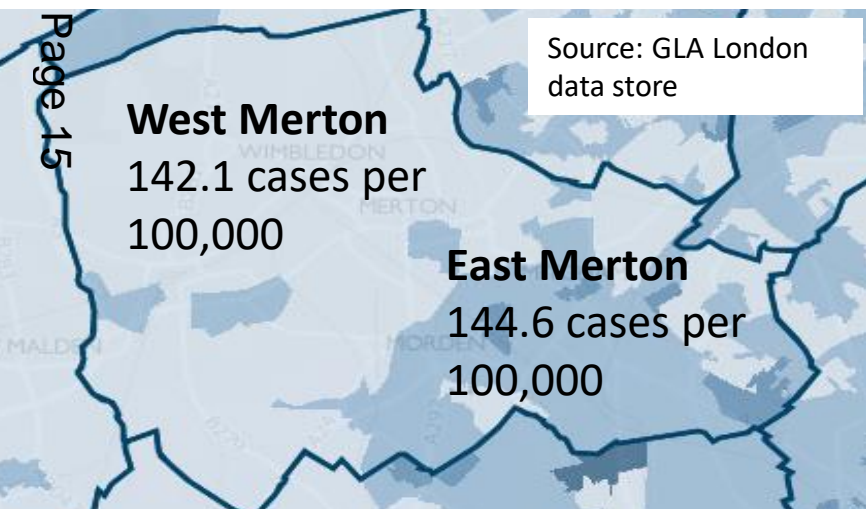 Page 15
Source: GLA London
data store
West Merton
142.1 cases per
100,000
WIMBLEDON
MERTON
East Merton
144.6 cases per
100,000
MORDEN
MALDEN